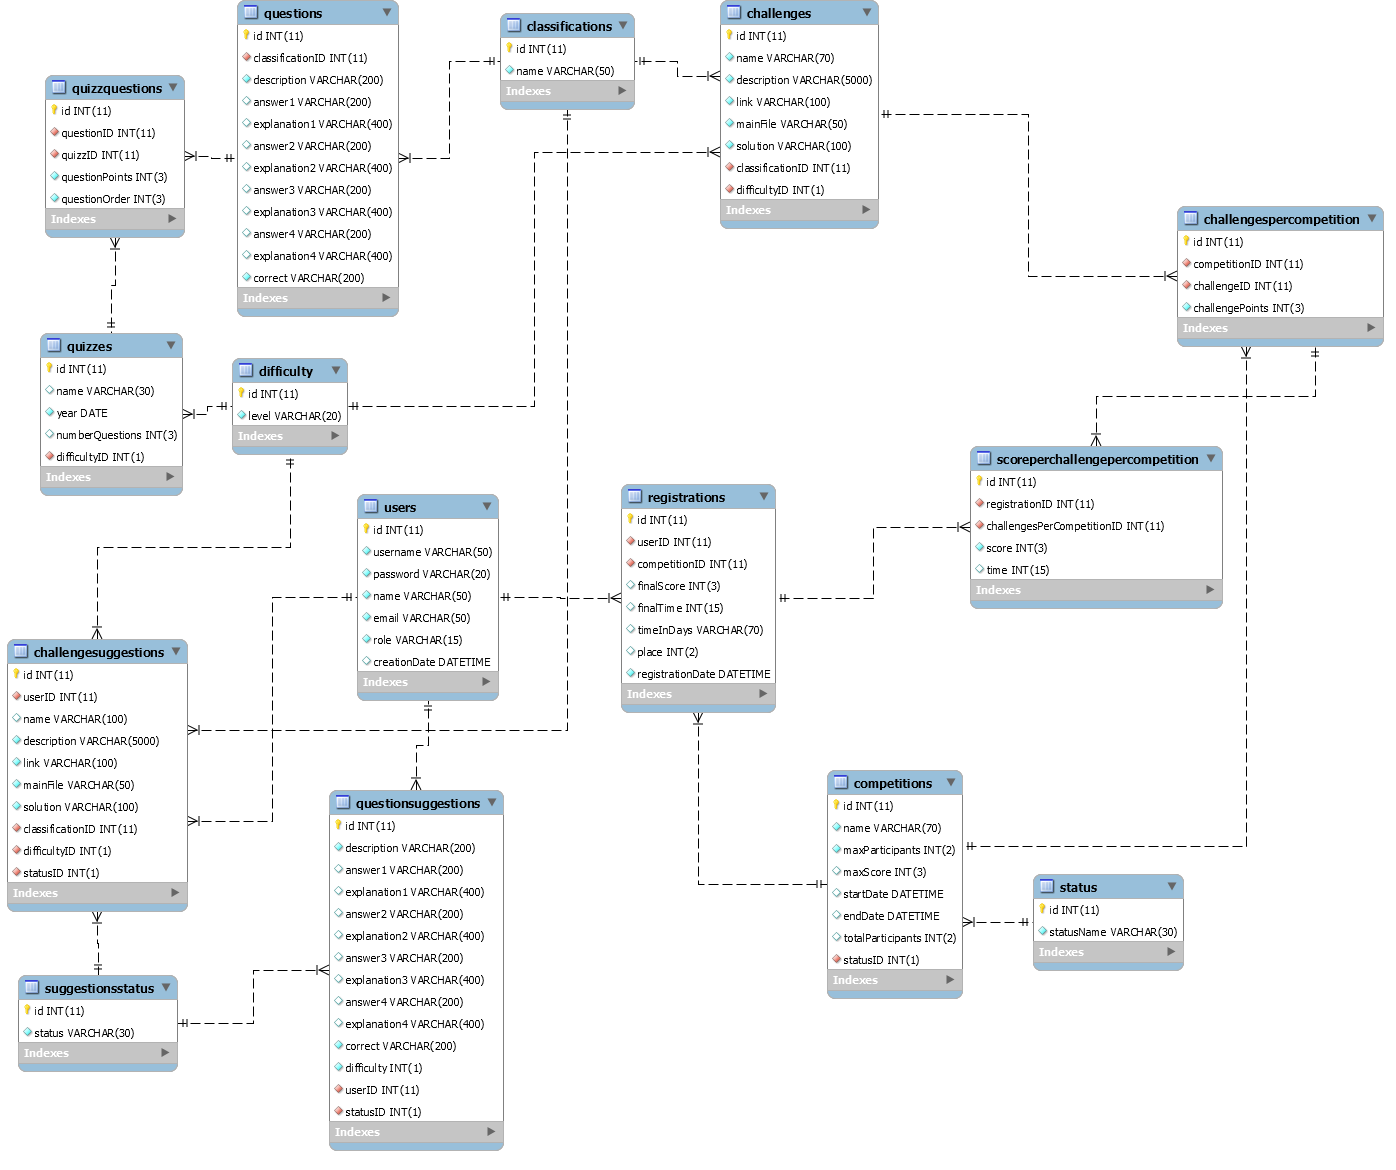 questions
id INT(11)
classificationID INT(11)
description VARCHAR(200)
answer1 VARCHAR(200)
explanation1 VARCHAR(400)
answer2 VARCHAR(200)
explanation2 VARCHAR(400)
answer3 VARCHAR(200)
explanation3 VARCHAR(400)
answer4 VARCHAR(200)
explanation4 VARCHAR(400)
correct VARCHAR(200)
Indexes
classifications
id INT(11)
name VARCHAR(50)
Indexes
challenges
id INT(11)
name VARCHAR(70)
description VARCHAR(5000)
link VARCHAR(100)
mainFile VARCHAR(50)
solution VARCHAR(100)
classificationID INT(11)
difficultyID INT(1)
Indexes
quizzquestions
id INT(11)
questionID INT(11)
quizzID INT(11)
questionPoints INT(3)
questionOrder INT(3)
Indexes
challengespercompetition
id INT(11)
competitionID INT(11)
challengeID INT(11)
challengePoints INT(3)
Indexes
quizzes
id INT(11)
name VARCHAR(30)
year DATE
numberQuestions INT(3)
difficultyID INT(1)
Indexes
difficulty
id INT(11)
level VARCHAR(20)
Indexes
scoreperchallengepercompetition
id INT(11)
registrationID INT(11)
challengesPerCompetitionID INT(11)
score INT(3)
time INT(15)
Indexes
users
id INT(11)
username VARCHAR(50)
password VARCHAR(20)
name VARCHAR(50)
email VARCHAR(50)
role VARCHAR(15)
creationDate DATETIME
Indexes
registrations
id INT(11)
userID INT(11)
competitionID INT(11)
finalScore INT(3)
finalTime INT(15)
timeInDays VARCHAR(70)
place INT(2)
registrationDate DATETIME
Indexes
challengesuggestions
id INT(11)
userID INT(11)
name VARCHAR(100)
description VARCHAR(5000)
link VARCHAR(100)
mainFile VARCHAR(50)
solution VARCHAR(100)
classificationID INT(11)
difficultyID INT(1)
statusID INT(1)
Indexes
questionsuggestions
id INT(11)
description VARCHAR(200)
answer1 VARCHAR(200)
explanation1 VARCHAR(400)
answer2 VARCHAR(200)
explanation2 VARCHAR(400)
answer3 VARCHAR(200)
explanation3 VARCHAR(400)
answer4 VARCHAR(200)
explanation4 VARCHAR(400)
correct VARCHAR(200)
difficulty INT(1)
userID INT(11)
statusID INT(1)
Indexes
competitions
id INT(11)
name VARCHAR(70)
maxParticipants INT(2)
maxScore INT(3)
startDate DATETIME
endDate DATETIME
totalParticipants INT(2)
statusID INT(1)
Indexes
status
id INT(11)
statusName VARCHAR(30)
Indexes
suggestionsstatus
id INT(11)
status VARCHAR(30)
Indexes